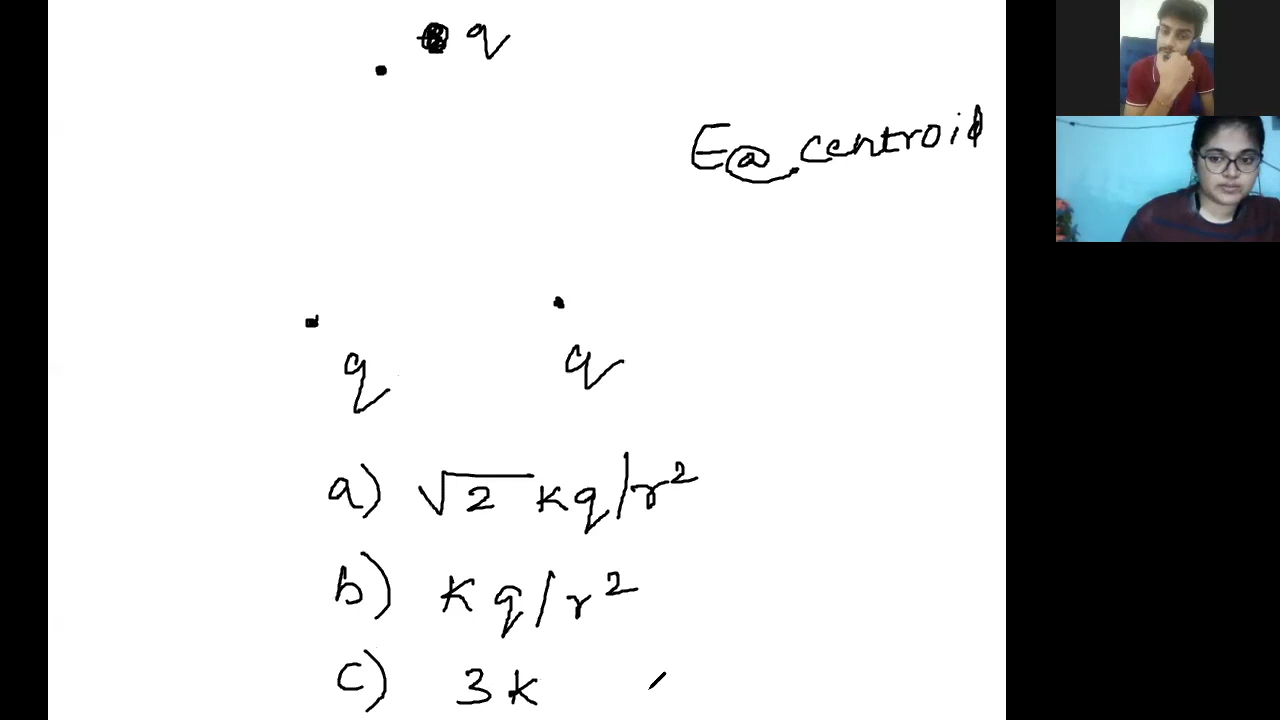 q
E@ centroid
q q
a) √2 kq/r²
b) kq/r²
c) 3k /